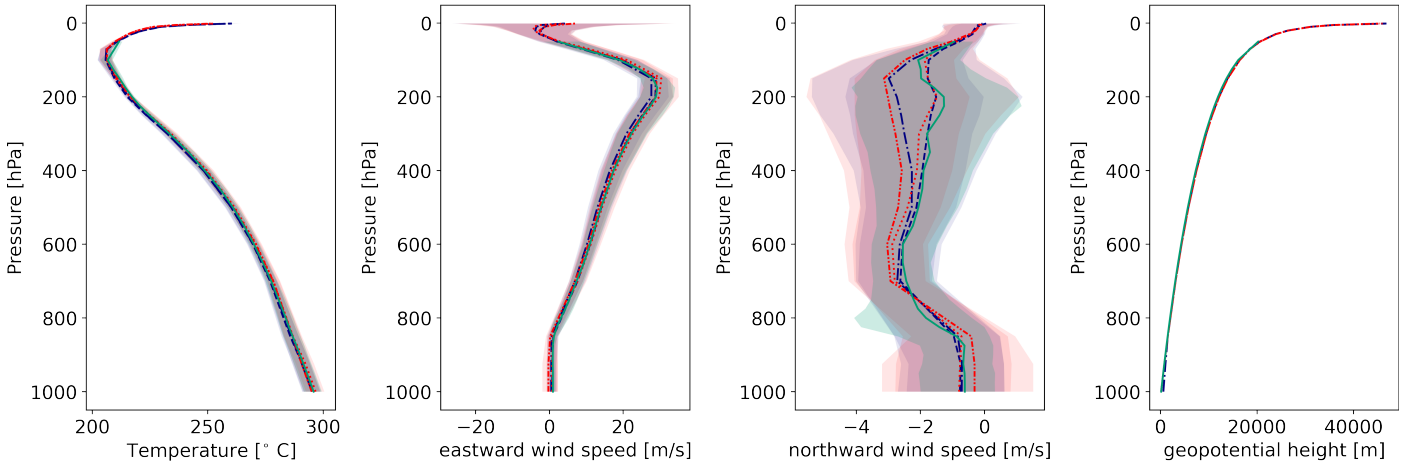 0
200
400
600
800
1000
Pressure [hPa]
200 250 300
Temperature [° C]
0
200
400
600
800
1000
Pressure [hPa]
−20 0 20
eastward wind speed [m/s]
0
200
400
600
800
1000
Pressure [hPa]
−4 −2 0
northward wind speed [m/s]
0
200
400
600
800
1000
Pressure [hPa]
0 20000 40000
geopotential height [m]